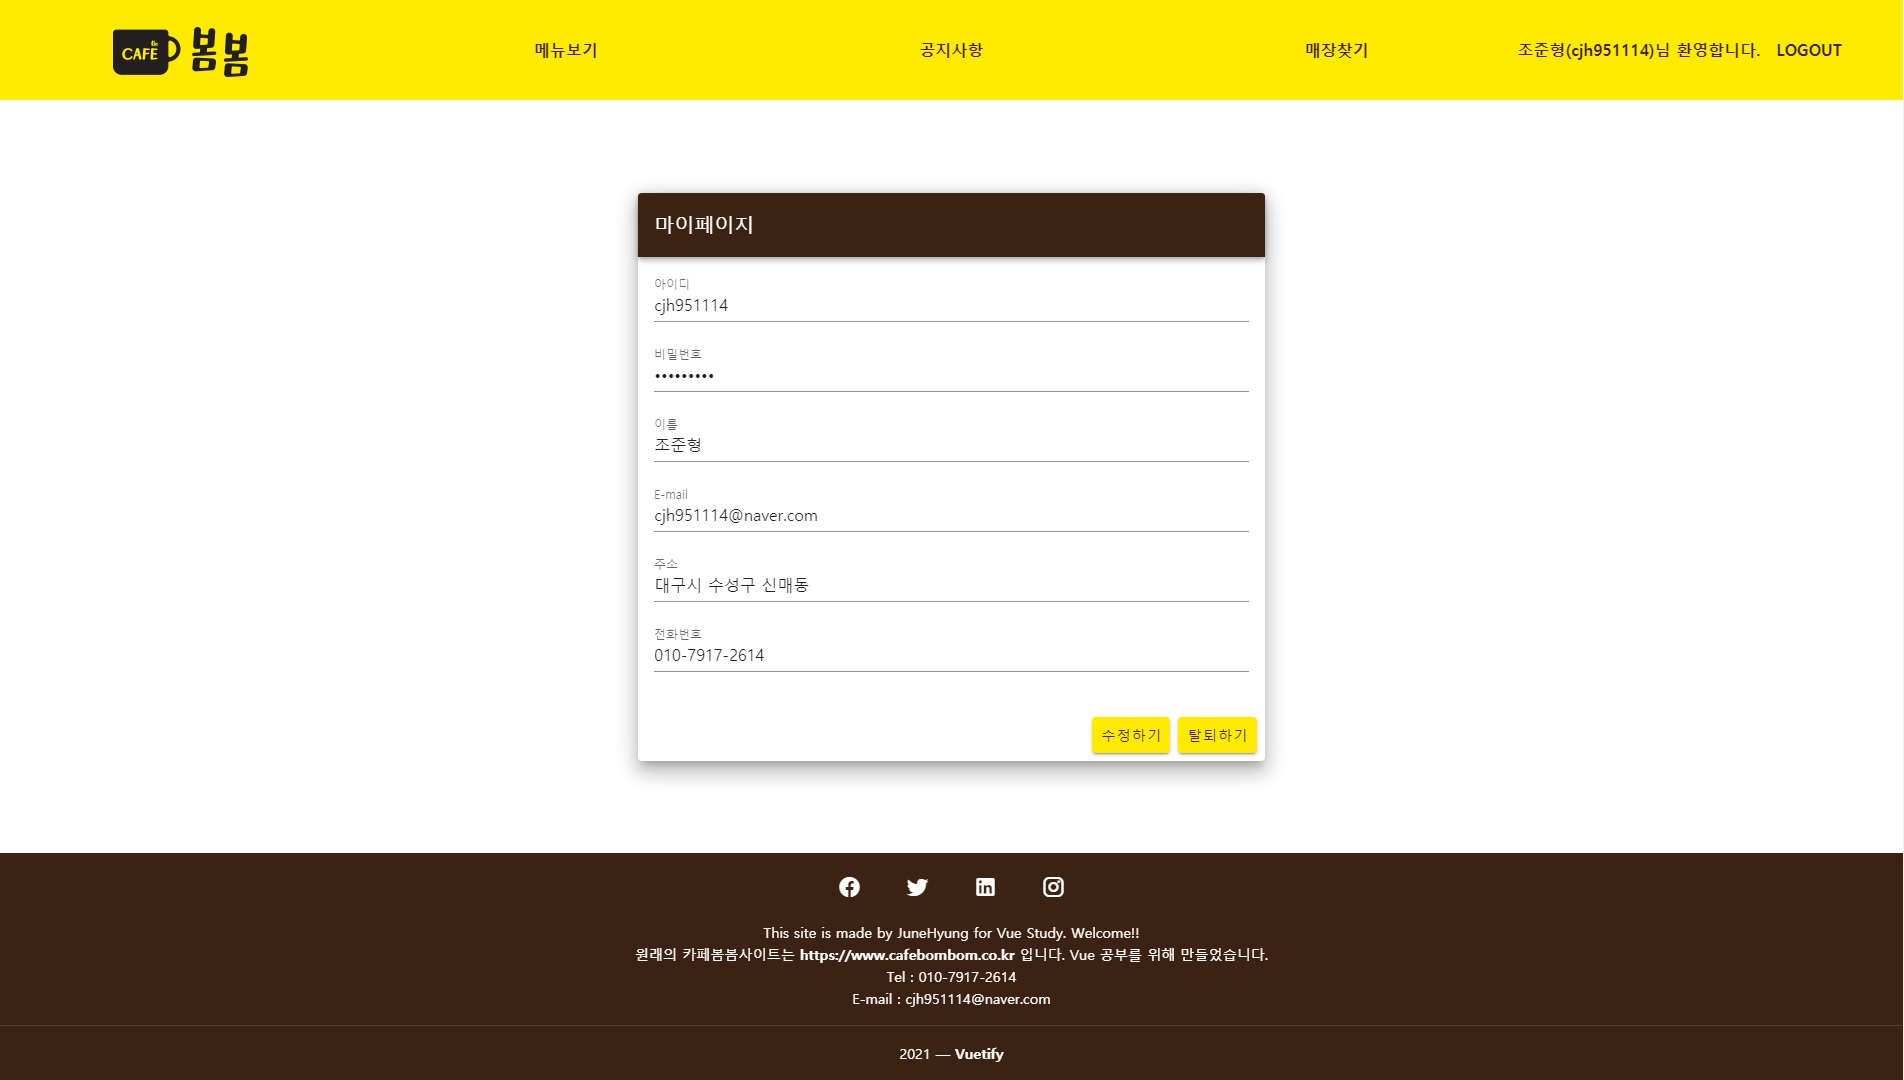 CAFE the 봄봄
메뉴보기
공지사항
매장찾기
조준형(cjh951114)님 환영합니다. LOGOUT
마이페이지
아이디
cjh951114
비밀번호
•••••••••
이름
조준형
E-mail
cjh951114@naver.com
주소
대구시 수성구 신매동
전화번호
010-7917-2614
수정하기 탈퇴하기
This site is made by JuneHyung for Vue Study. Welcome!!
원래의 카페봄봄사이트는 https://www.cafebombom.co.kr 입니다. Vue 공부를 위해 만들었습니다.
Tel : 010-7917-2614
E-mail : cjh951114@naver.com
2021 — Vuetify